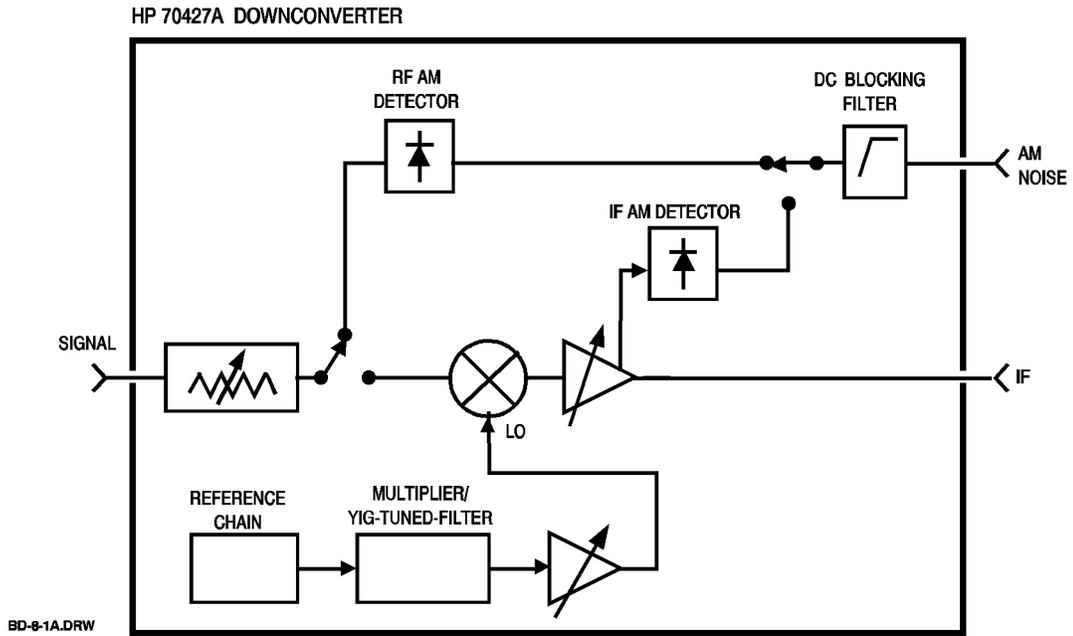 HP 70427A DOWNCONVERTER
RF AM
DETECTOR
DC BLOCKING
FILTER
AM
NOISE
IF AM DETECTOR
SIGNAL
IF
LO
REFERENCE
CHAIN
MULTIPLIER/
YIG-TUNED-FILTER
BD-8-1A.DRW